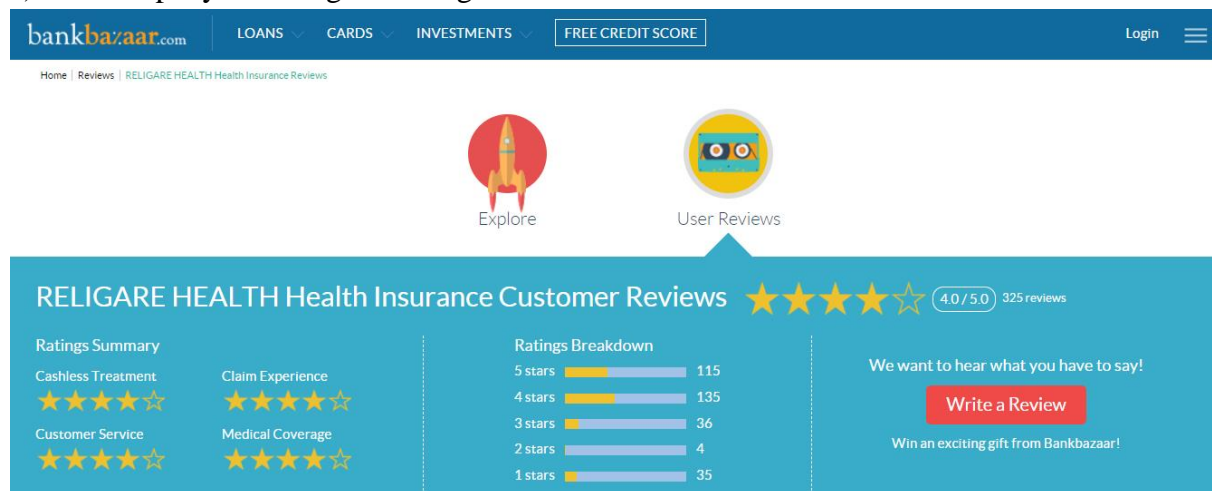 bankbazaar.com LOANS CARDS INVESTMENTS FREE CREDIT SCORE Login
Home | Reviews | RELIGARE HEALTH Health Insurance Reviews
Explore User Reviews
RELIGARE HEALTH Health Insurance Customer Reviews 4.0 / 5.0 325 reviews
Ratings Summary
Cashless Treatment Claim Experience
Customer Service Medical Coverage
Ratings Breakdown
5 stars 115
4 stars 135
3 stars 36
2 stars 4
1 stars 35
We want to hear what you have to say!
Write a Review
Win an exciting gift from Bankbazaar!